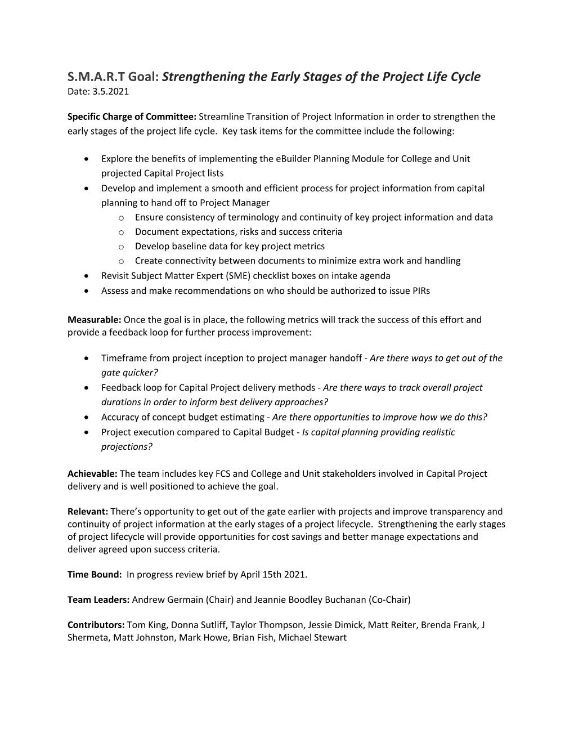 S.M.A.R.T Goal: Strengthening the Early Stages of the Project Life Cycle
Date: 3.5.2021
Specific Charge of Committee: Streamline Transition of Project Information in order to strengthen the
early stages of the project life cycle.  Key task items for the committee include the following:
• Explore the benefits of implementing the eBuilder Planning Module for College and Unit
projected Capital Project lists
• Develop and implement a smooth and efficient process for project information from capital
planning to hand off to Project Manager
o Ensure consistency of terminology and continuity of key project information and data
o Document expectations, risks and success criteria
o Develop baseline data for key project metrics
o Create connectivity between documents to minimize extra work and handling
• Revisit Subject Matter Expert (SME) checklist boxes on intake agenda
• Assess and make recommendations on who should be authorized to issue PIRs
Measurable: Once the goal is in place, the following metrics will track the success of this effort and
provide a feedback loop for further process improvement:
• Timeframe from project inception to project manager handoff - Are there ways to get out of the
gate quicker?
• Feedback loop for Capital Project delivery methods - Are there ways to track overall project
durations in order to inform best delivery approaches?
• Accuracy of concept budget estimating - Are there opportunities to improve how we do this?
• Project execution compared to Capital Budget - Is capital planning providing realistic
projections?
Achievable: The team includes key FCS and College and Unit stakeholders involved in Capital Project
delivery and is well positioned to achieve the goal.
Relevant: There's opportunity to get out of the gate earlier with projects and improve transparency and
continuity of project information at the early stages of a project lifecycle.  Strengthening the early stages
of project lifecycle will provide opportunities for cost savings and better manage expectations and
deliver agreed upon success criteria.
Time Bound:  In progress review brief by April 15th 2021.
Team Leaders: Andrew Germain (Chair) and Jeannie Boodley Buchanan (Co-Chair)
Contributors: Tom King, Donna Sutliff, Taylor Thompson, Jessie Dimick, Matt Reiter, Brenda Frank, J
Shermeta, Matt Johnston, Mark Howe, Brian Fish, Michael Stewart